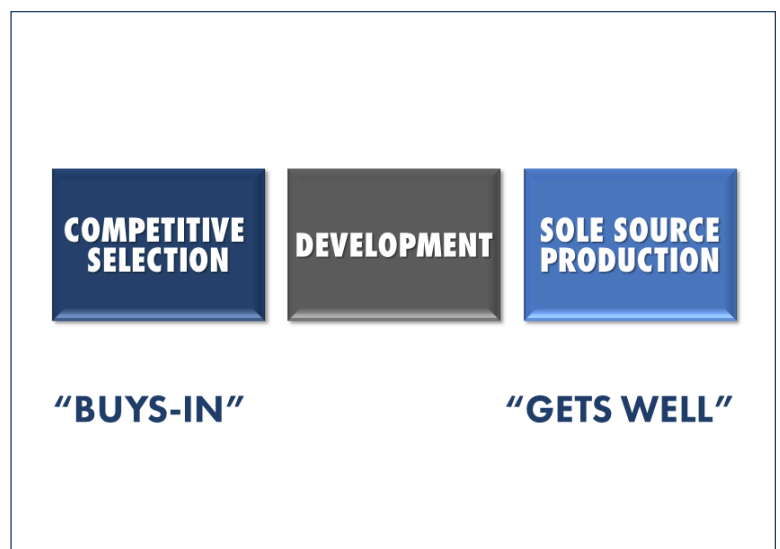 COMPETITIVE
SELECTION
DEVELOPMENT
SOLE SOURCE
PRODUCTION
“BUYS-IN”
“GETS WELL”